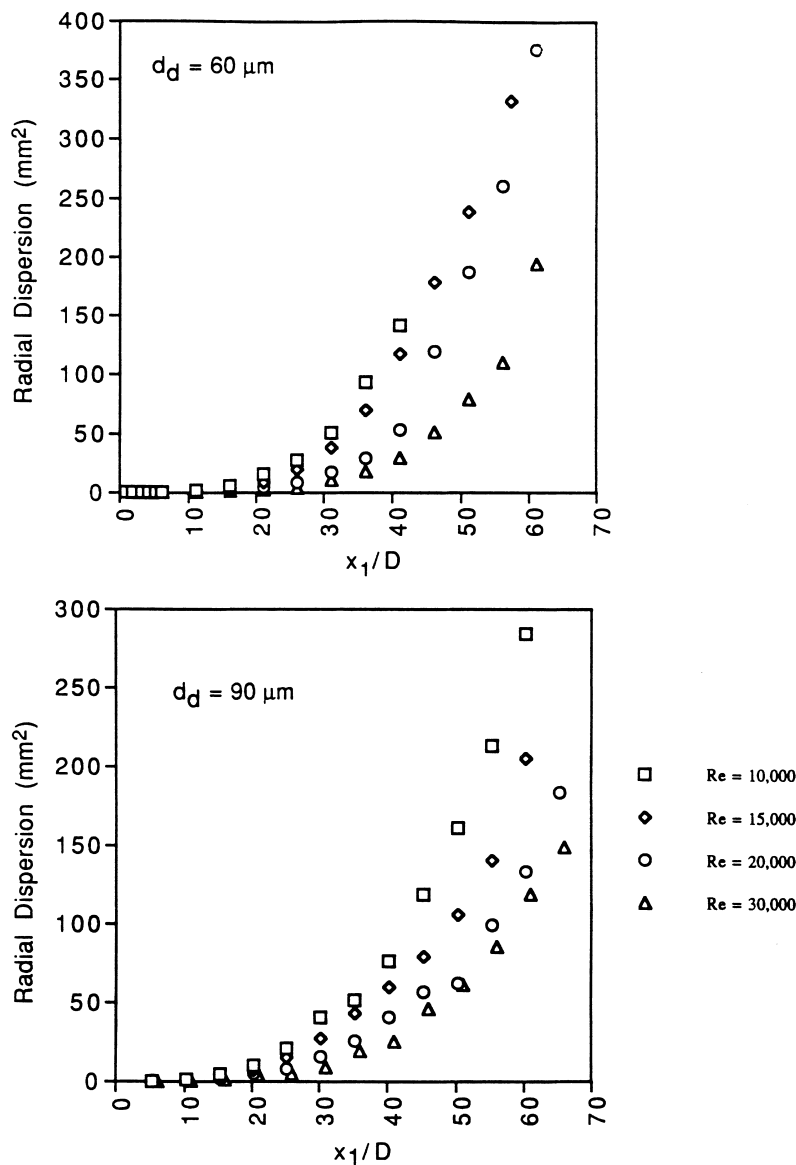 400
350
300
250
200
150
100
50
0
Radial Dispersion (mm²)
d_d = 60 µm
0 10 20 30 40 50 60 70
x₁/D
300
250
200
150
100
50
0
Radial Dispersion (mm²)
d_d = 90 µm
0 10 20 30 40 50 60 70
x₁/D
Re = 10,000
Re = 15,000
Re = 20,000
Re = 30,000